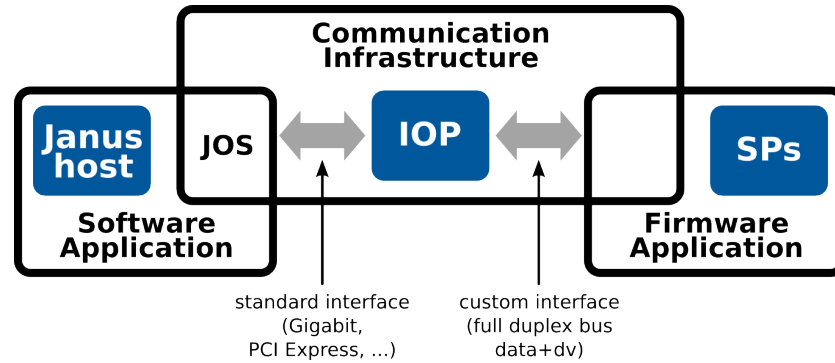 Communication
Infrastructure
Janus
host
JOS
IOP
SPs
Software
Application
Firmware
Application
standard interface
(Gigabit,
PCI Express, ...)
custom interface
(full duplex bus
data+dv)